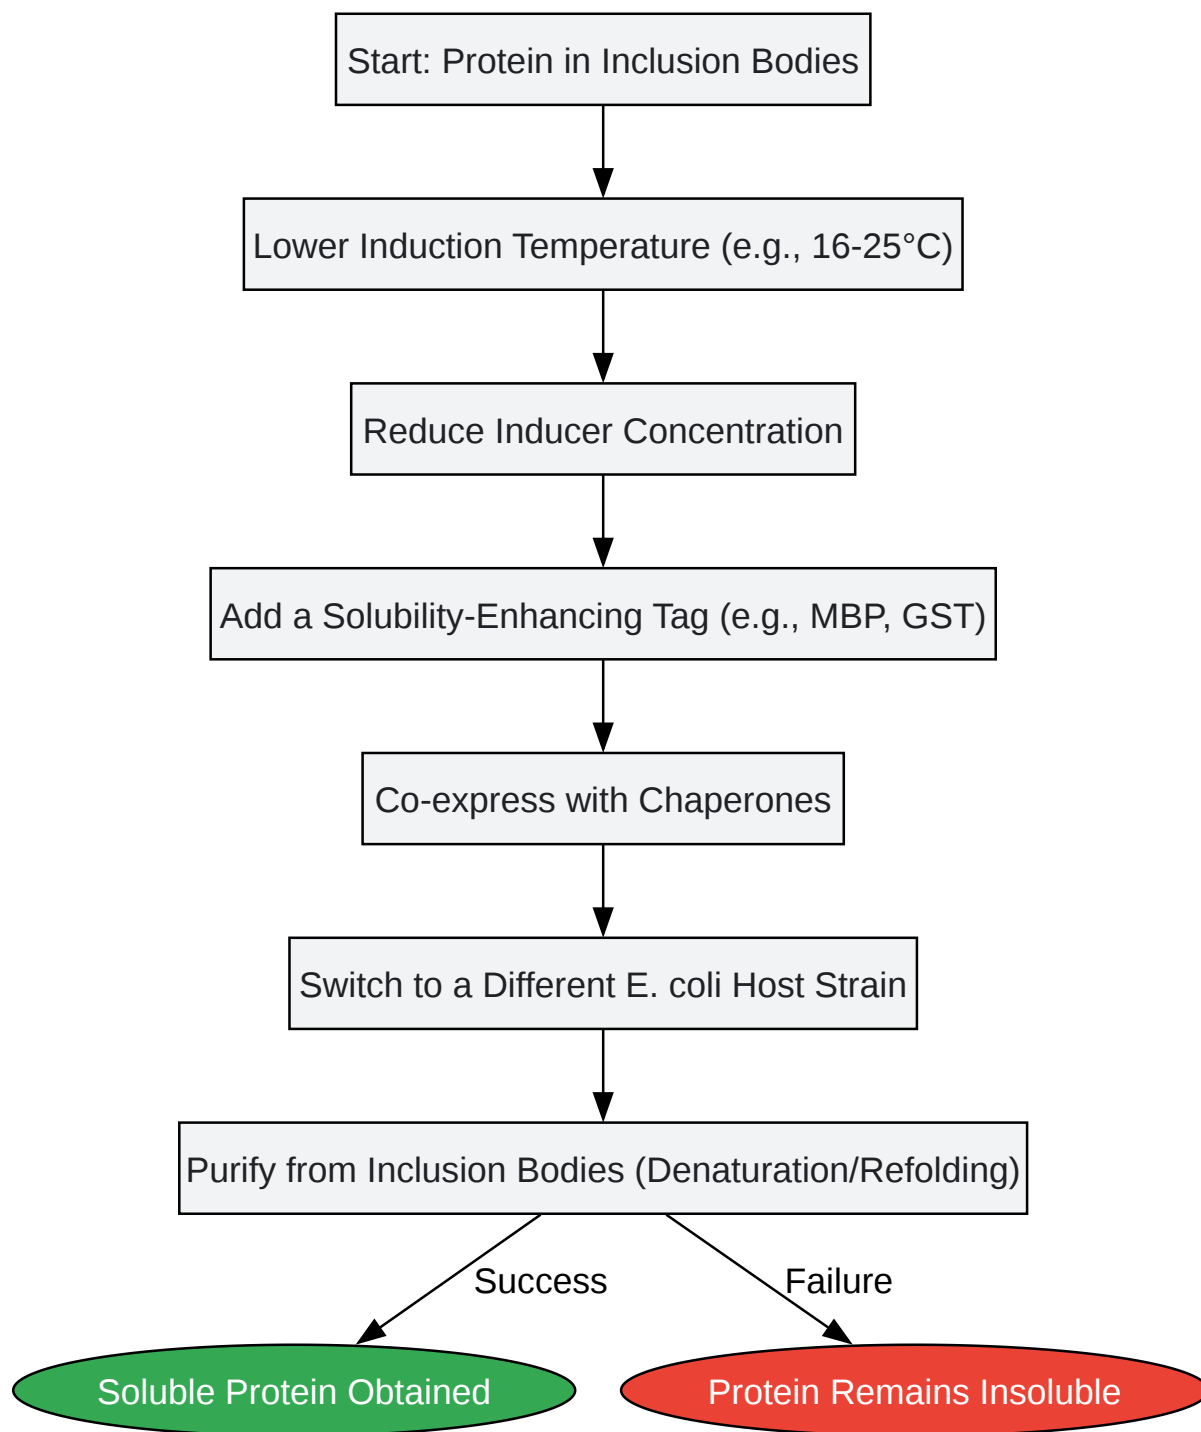 Start: Protein in Inclusion Bodies
Lower Induction Temperature (e.g., 16-25°C)
Reduce Inducer Concentration
Add a Solubility-Enhancing Tag (e.g., MBP, GST)
Co-express with Chaperones
Switch to a Different E. coli Host Strain
Purify from Inclusion Bodies (Denaturation/Refolding)
Success
Failure
Soluble Protein Obtained
Protein Remains Insoluble